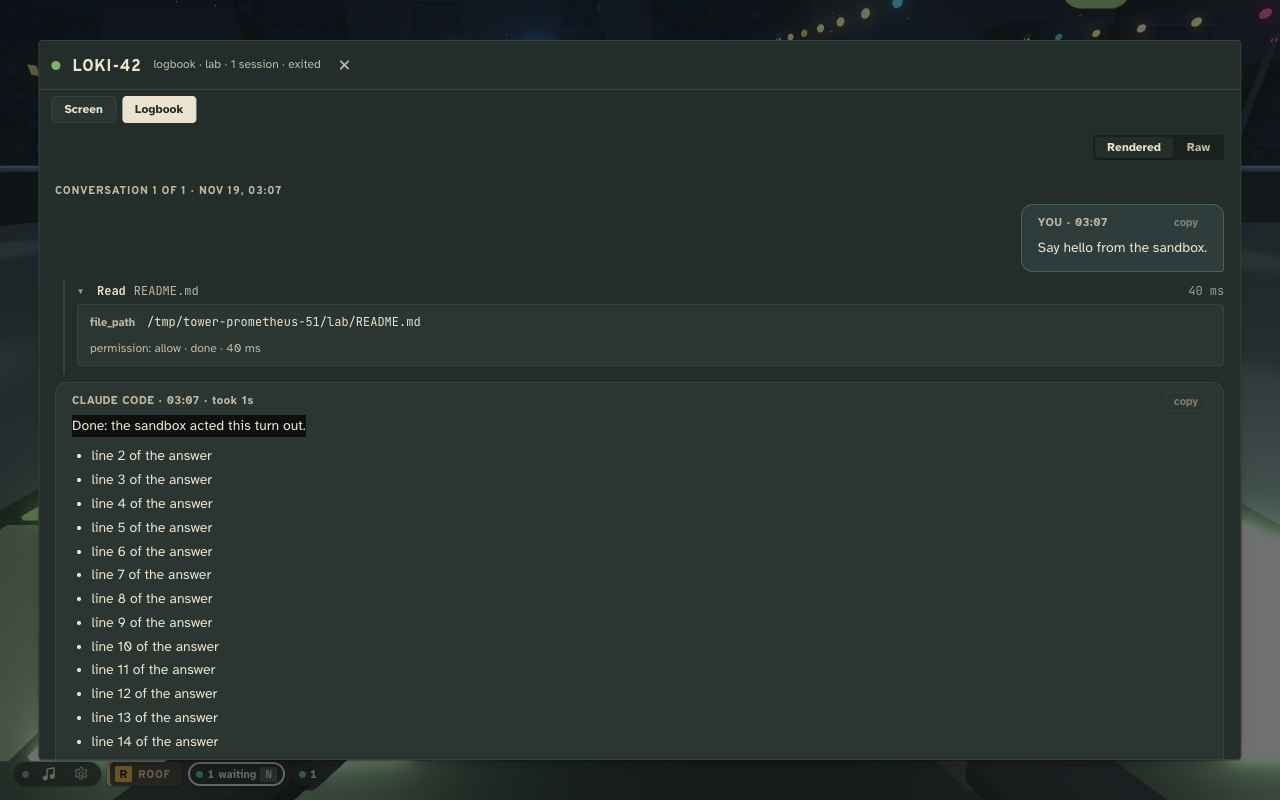 LOKI-42 logbook · lab · 1 session · exited ✕
Screen Logbook
Rendered Raw
CONVERSATION 1 OF 1 · NOV 19, 03:07
YOU · 03:07 copy
Say hello from the sandbox.
▾ Read README.md 40 ms
file_path /tmp/tower-prometheus-51/lab/README.md
permission: allow · done · 40 ms
CLAUDE CODE · 03:07 · took 1s copy
Done: the sandbox acted this turn out.
• line 2 of the answer
• line 3 of the answer
• line 4 of the answer
• line 5 of the answer
• line 6 of the answer
• line 7 of the answer
• line 8 of the answer
• line 9 of the answer
• line 10 of the answer
• line 11 of the answer
• line 12 of the answer
• line 13 of the answer
• line 14 of the answer
R ROOF 1 waiting N 1